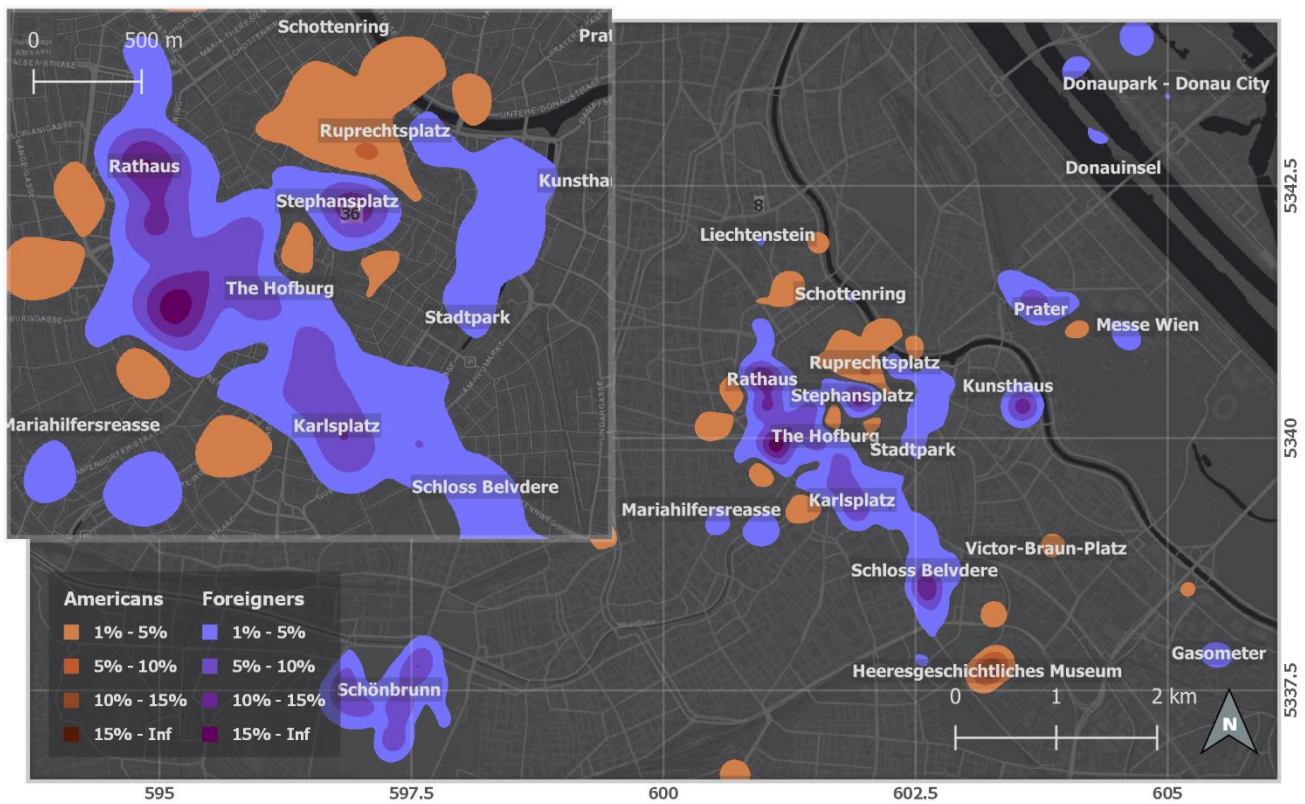 Schottenring
0
500 m
Prat
UNTERE-DONAUSTRASSE
Ruprechtsplatz
Rathaus
Kunsthau
Stephansplatz
36
The Hofburg
Stadtpark
Karlsplatz
Mariahilfersreasse
Schloss Belvdere
Donaupark - Donau City
Donauinsel
8
Liechtenstein
Schottenring
Prater
Messe Wien
Ruprechtsplatz
Rathaus
Kunsthaus
Stephansplatz
The Hofburg
Stadtpark
Karlsplatz
Mariahilfersreasse
Victor-Braun-Platz
Schloss Belvdere
Gasometer
Heeresgeschichtliches Museum
Schönbrunn
Americans Foreigners
1% - 5% 1% - 5%
5% - 10% 5% - 10%
10% - 15% 10% - 15%
15% - Inf 15% - Inf
0 1 2 km
N
5342.5
5340
5337.5
595 597.5 600 602.5 605